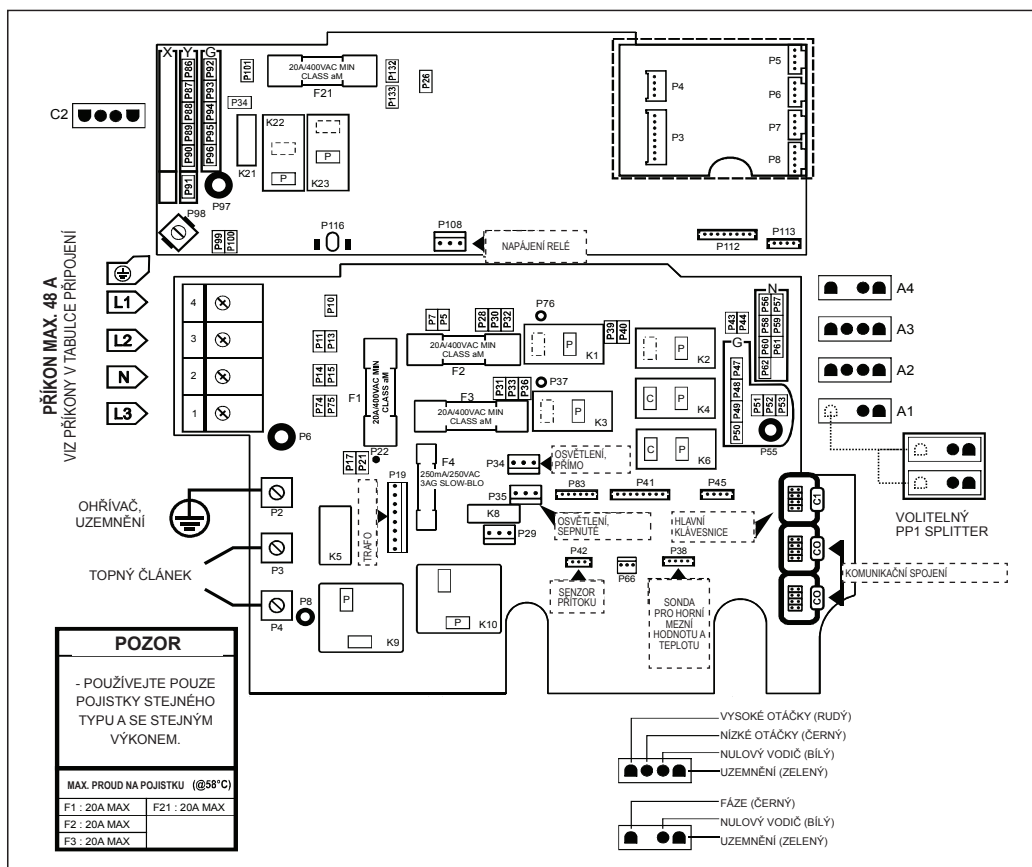 X Y G
P86
P87
P88
P89
P90
P91
P92
P93
P94
P95
P96
P101
P34
20A/400VAC MIN
CLASS aM
F21
P132
P133
P26
P4
P3
P5
P6
P7
P8
C2
K22
P
K21
K23
P
P97
P98
P99
P100
P116
P108
NAPÁJENÍ RELÉ
P112
P113
PŘÍKON MAX. 48 A
VIZ PŘÍKONY V TABULCE PŘIPOJENÍ
L1
L2
N
L3
4
3
2
1
P10
P11
P13
P14
P15
P74
P75
P7
P5
P28
P30
P32
P76
20A/400VAC MIN
CLASS aM
F2
P
K1
P39
P40
P
K2
P43
P44
N
P56
P57
P58
P59
P60
P61
P62
G
P47
P48
P49
P50
P51
P52
P53
P55
F1
20A/400VAC MIN
CLASS aM
P31
P33
P36
P37
F3
20A/400VAC MIN
CLASS aM
P
K3
C P
K4
C P
K6
P6
P22
P17
P21
P19
TRAFO
F4
250mA/250VAC
3AG SLOW-BLO
P34
OSVĚTLENÍ,
PŘÍMO
P35
K8
P29
OSVĚTLENÍ,
SEPNUTÉ
P83
P41
P45
HLAVNÍ
KLÁVESNICE
C1
CO
CO
KOMUNIKAČNÍ SPOJENÍ
A4
A3
A2
A1
VOLITELNÝ
PP1 SPLITTER
OHŘÍVAČ,
UZEMNĚNÍ
P2
TOPNÝ ČLÁNEK
P3
P4
P8
K5
P
K9
P
K10
P42
SENZOR
PŘÍTOKU
P66
P38
SONDA
PRO HORNÍ
MEZNÍ
HODNOTU A
TEPLOTU
POZOR
- POUŽÍVEJTE POUZE
POJISTKY STEJNÉHO
TYPU A SE STEJNÝM
VÝKONEM.
MAX. PROUD NA POJISTKU (@58°C)
F1 : 20A MAX F21 : 20A MAX
F2 : 20A MAX
F3 : 20A MAX
VYSOKÉ OTÁČKY (RUDÝ)
NÍZKÉ OTÁČKY (ČERNÝ)
NULOVÝ VODIČ (BÍLÝ)
UZEMNĚNÍ (ZELENÝ)
FÁZE (ČERNÝ)
NULOVÝ VODIČ (BÍLÝ)
UZEMNĚNÍ (ZELENÝ)